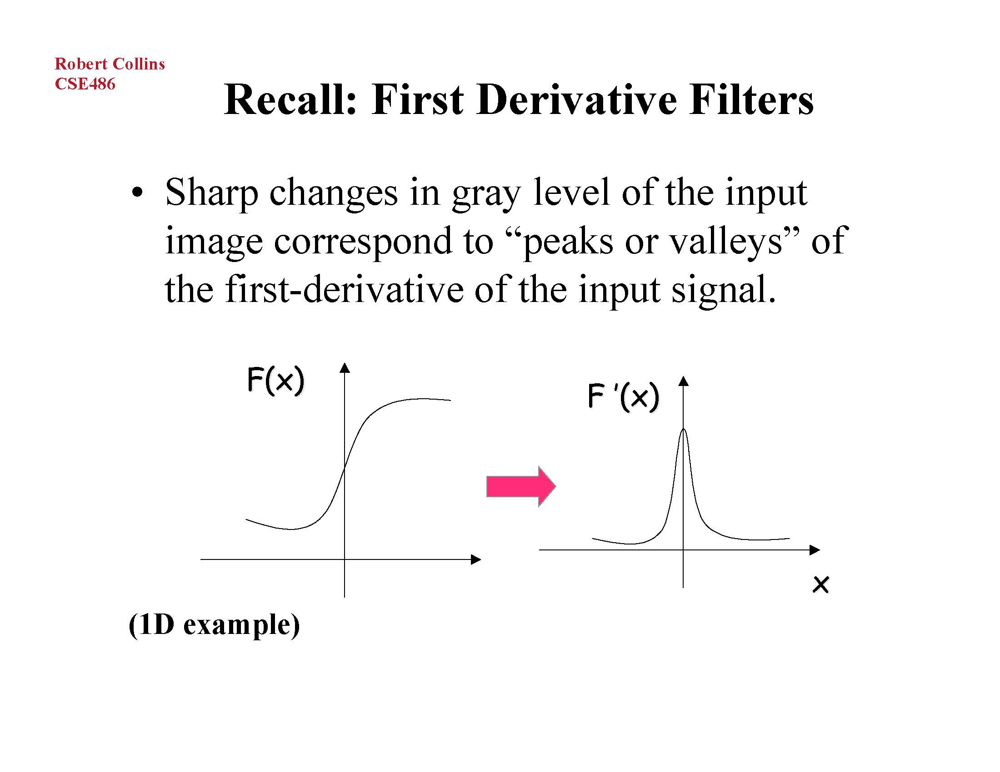 Robert Collins
CSE486
Recall: First Derivative Filters
• Sharp changes in gray level of the input
image correspond to “peaks or valleys” of
the first-derivative of the input signal.
F(x)
F '(x)
x
(1D example)